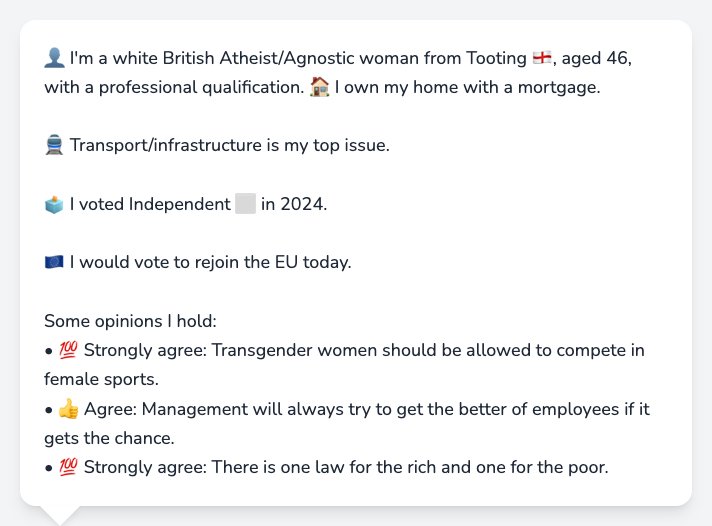 👤 I'm a white British Atheist/Agnostic woman from Tooting 🏴󠁧󠁢󠁥󠁮󠁧󠁿, aged 46,
with a professional qualification. 🏠 I own my home with a mortgage.
🚆 Transport/infrastructure is my top issue.
🗳️ I voted Independent ⬜ in 2024.
🇪🇺 I would vote to rejoin the EU today.
Some opinions I hold:
• 💯 Strongly agree: Transgender women should be allowed to compete in
female sports.
• 👍 Agree: Management will always try to get the better of employees if it
gets the chance.
• 💯 Strongly agree: There is one law for the rich and one for the poor.